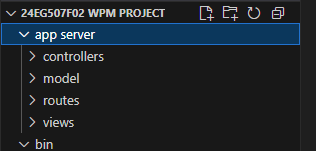 24EG507F02 WPM PROJECT
app server
controllers
model
routes
views
bin